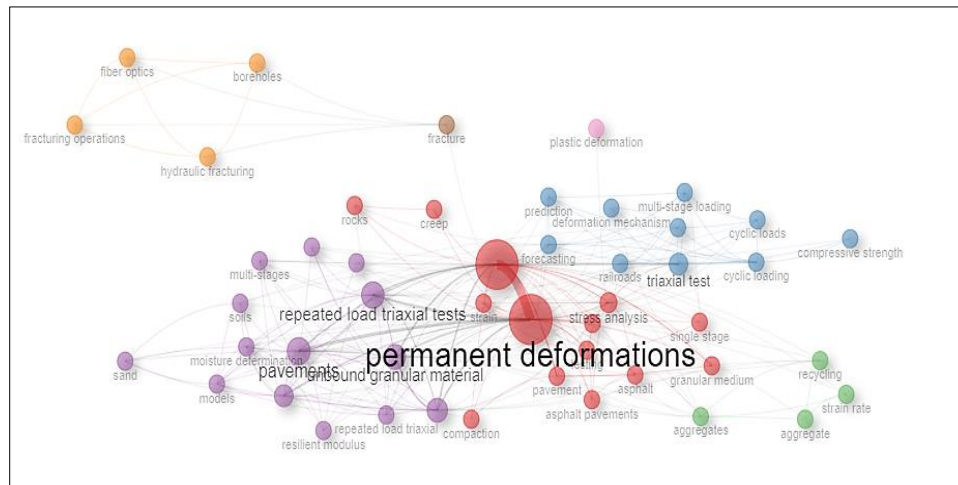 fiber optics
boreholes
fracturing operations
fracture
plastic deformation
hydraulic fracturing
rocks
creep
prediction
multi-stage loading
deformation mechanism
cyclic loads
compressive strength
forecasting
multi-stages
railroads
triaxial test
cyclic loading
soils
repeated load triaxial tests
strain
stress analysis
single stage
moisture determination
permanent deformations
sand
pavements
unbound granular material
granular medium
recycling
models
pavement
asphalt
strain rate
asphalt pavements
resilient modulus
repeated load triaxial
compaction
aggregates
aggregate